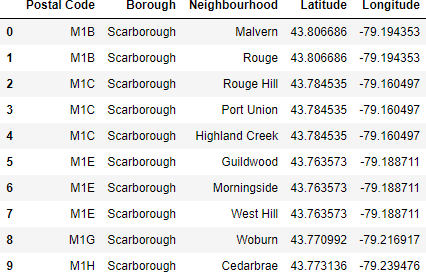 Postal Code Borough Neighbourhood Latitude Longitude
0 M1B Scarborough Malvern 43.806686 -79.194353
1 M1B Scarborough Rouge 43.806686 -79.194353
2 M1C Scarborough Rouge Hill 43.784535 -79.160497
3 M1C Scarborough Port Union 43.784535 -79.160497
4 M1C Scarborough Highland Creek 43.784535 -79.160497
5 M1E Scarborough Guildwood 43.763573 -79.188711
6 M1E Scarborough Morningside 43.763573 -79.188711
7 M1E Scarborough West Hill 43.763573 -79.188711
8 M1G Scarborough Woburn 43.770992 -79.216917
9 M1H Scarborough Cedarbrae 43.773136 -79.239476